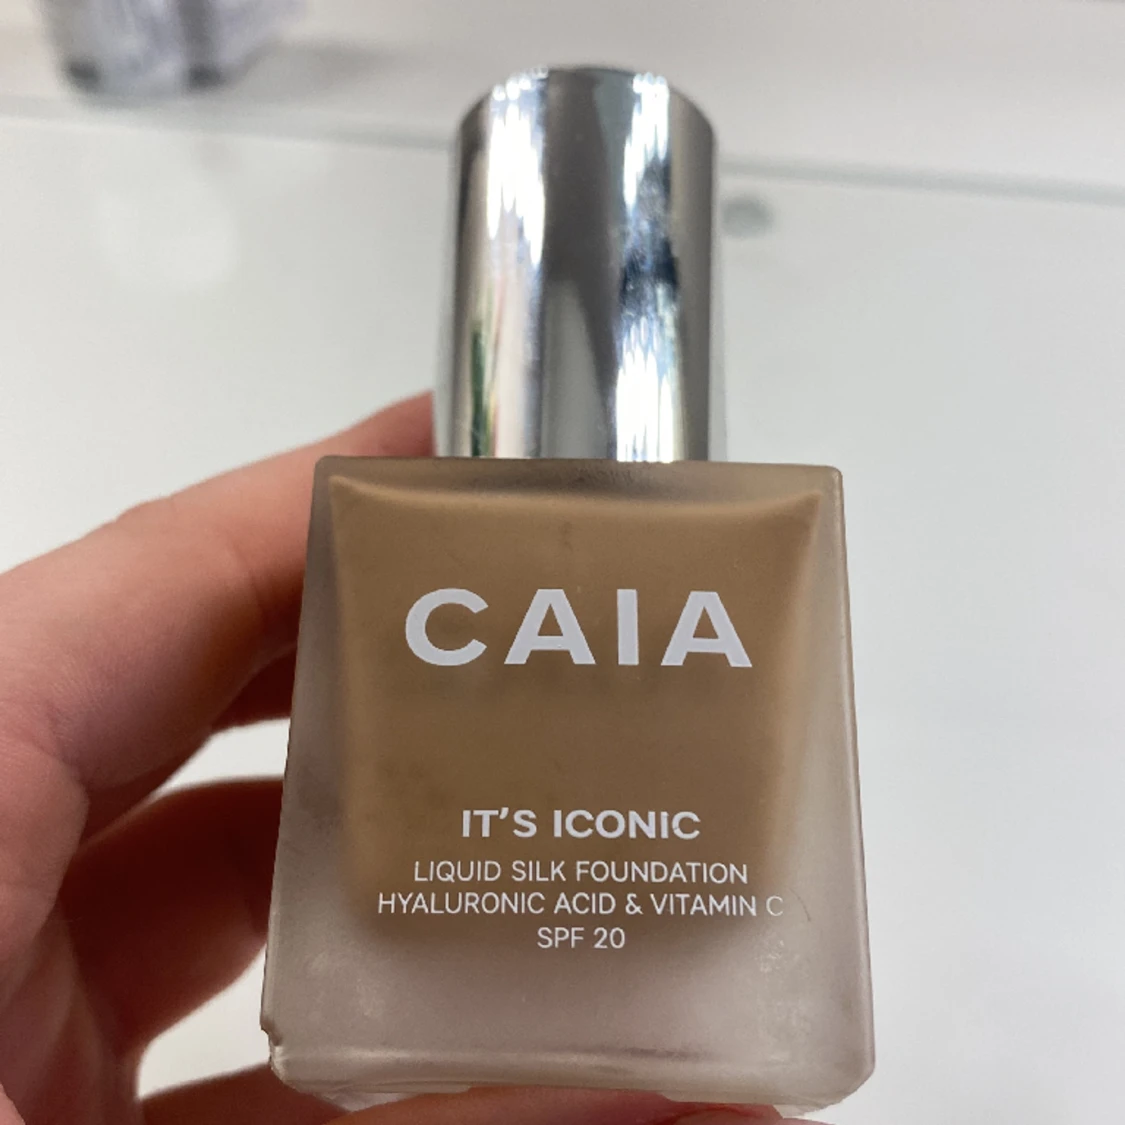 CAIA
IT'S ICONIC
LIQUID SILK FOUNDATION
HYALURONIC ACID & VITAMIN C
SPF 20